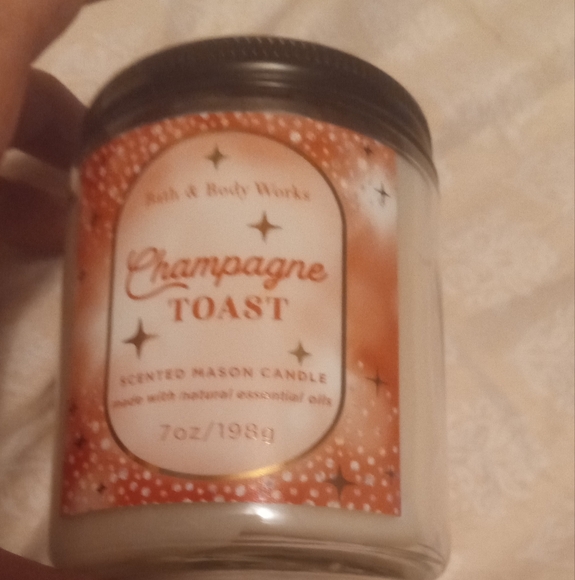 Bath & Body Works
Champagne
TOAST
SCENTED MASON CANDLE
made with natural essential oils
7oz/198g